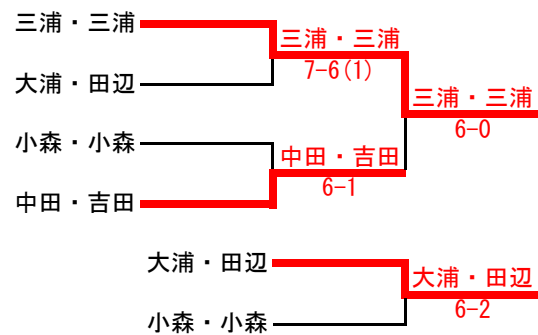 三浦・三浦
三浦・三浦
7-6(1)
大浦・田辺
三浦・三浦
6-0
小森・小森
中田・吉田
6-1
中田・吉田
大浦・田辺
大浦・田辺
6-2
小森・小森